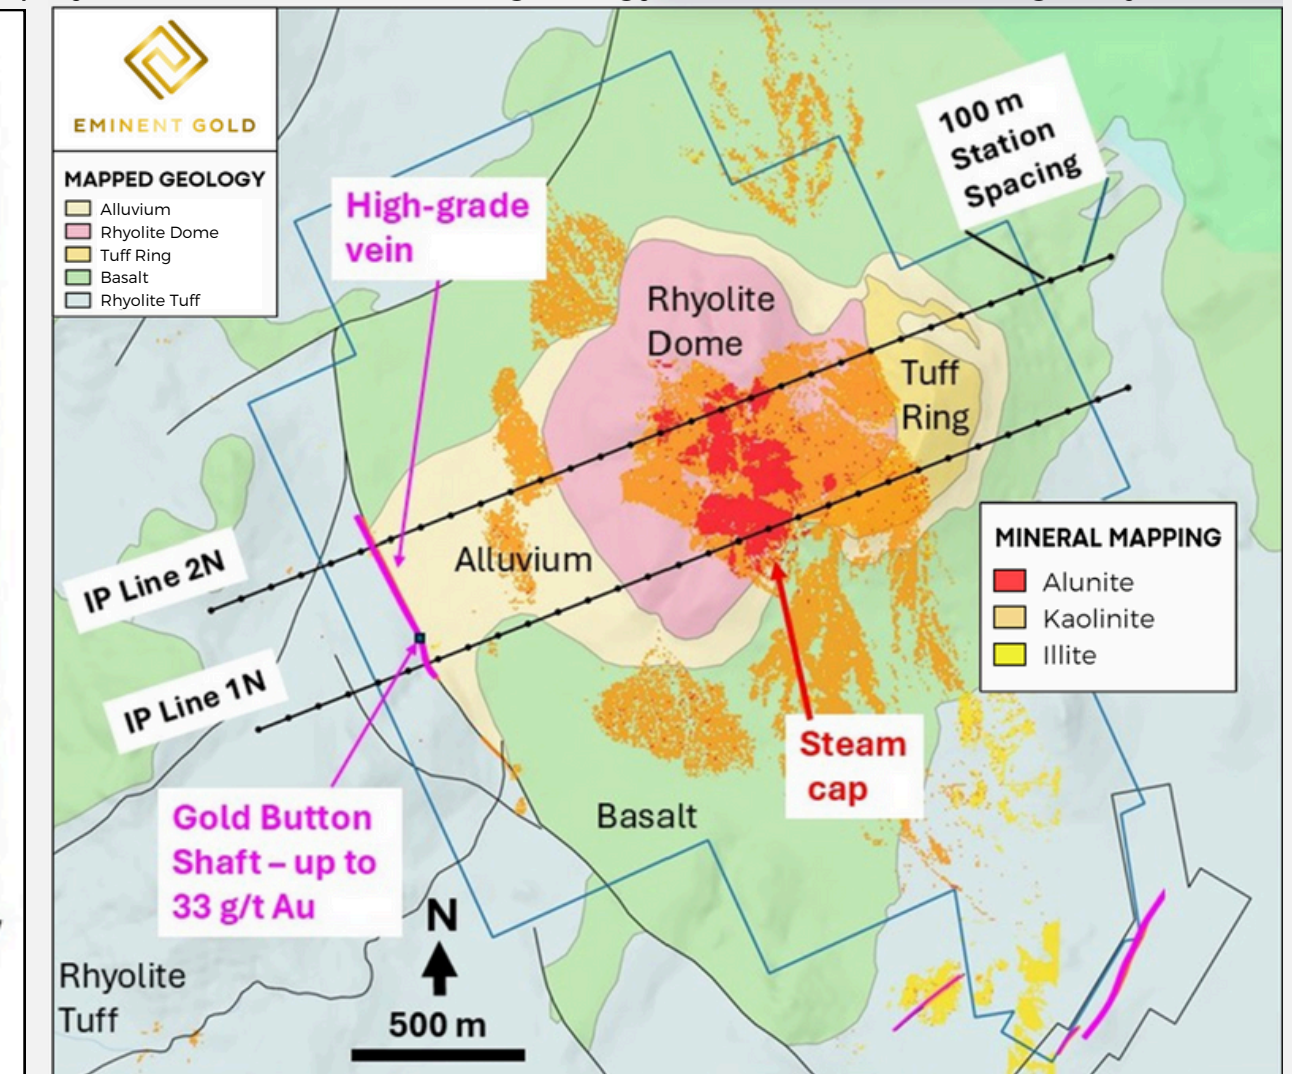 EMINENT GOLD
MAPPED GEOLOGY
Alluvium
Rhyolite Dome
Tuff Ring
Basalt
Rhyolite Tuff
High-grade
vein
100 m
Station
Spacing
Rhyolite
Dome
Tuff
Ring
IP Line 2N
Alluvium
MINERAL MAPPING
Alunite
Kaolinite
Illite
IP Line 1N
Steam
cap
Gold Button
Shaft – up to
33 g/t Au
Basalt
N
500 m
Rhyolite
Tuff